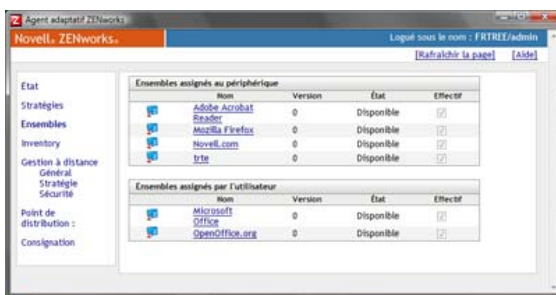 Agent adaptatif ZENworks
Novell® ZENworks®
Logué sous le nom : FRTREE/admin
[Rafraîchir la page] [Aide]
Etat
Stratégies
Ensembles
Inventory
Gestion à distance
Général
Stratégie
Sécurité
Point de
distribution :
Consignation
Ensembles assignés au périphérique
Nom Version État Effectif
Adobe Acrobat
Reader 0 Disponible
Mozilla Firefox 0 Disponible
Novell.com 0 Disponible
trte 0 Disponible
Ensembles assignés par l'utilisateur
Nom Version État Effectif
Microsoft
Office 0 Disponible
OpenOffice.org 0 Disponible